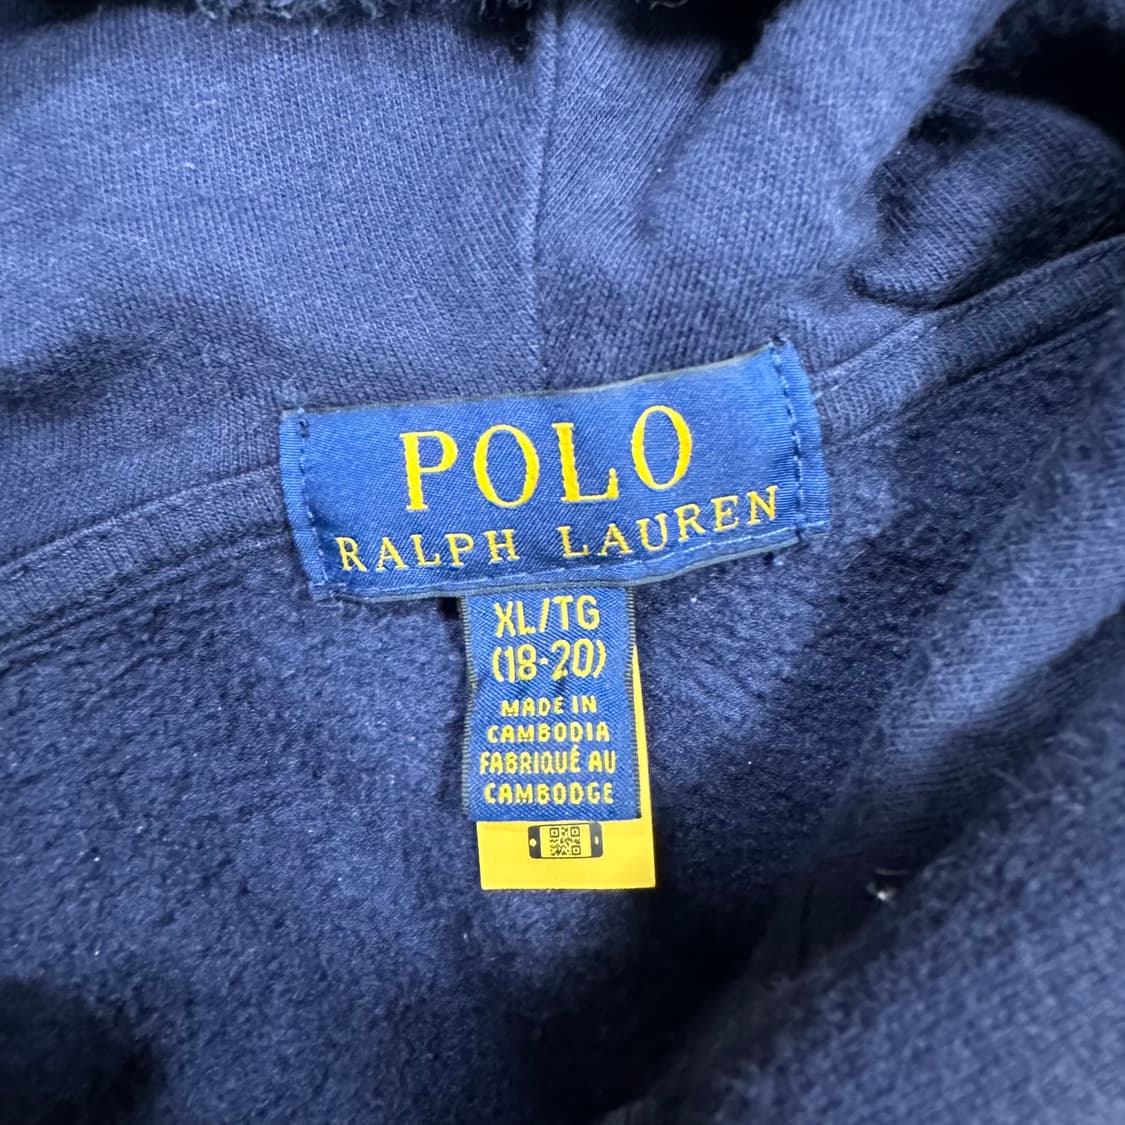 POLO
RALPH LAUREN
XL/TG
(18-20)
MADE IN
CAMBODIA
FABRIQUÉ AU
CAMBODGE